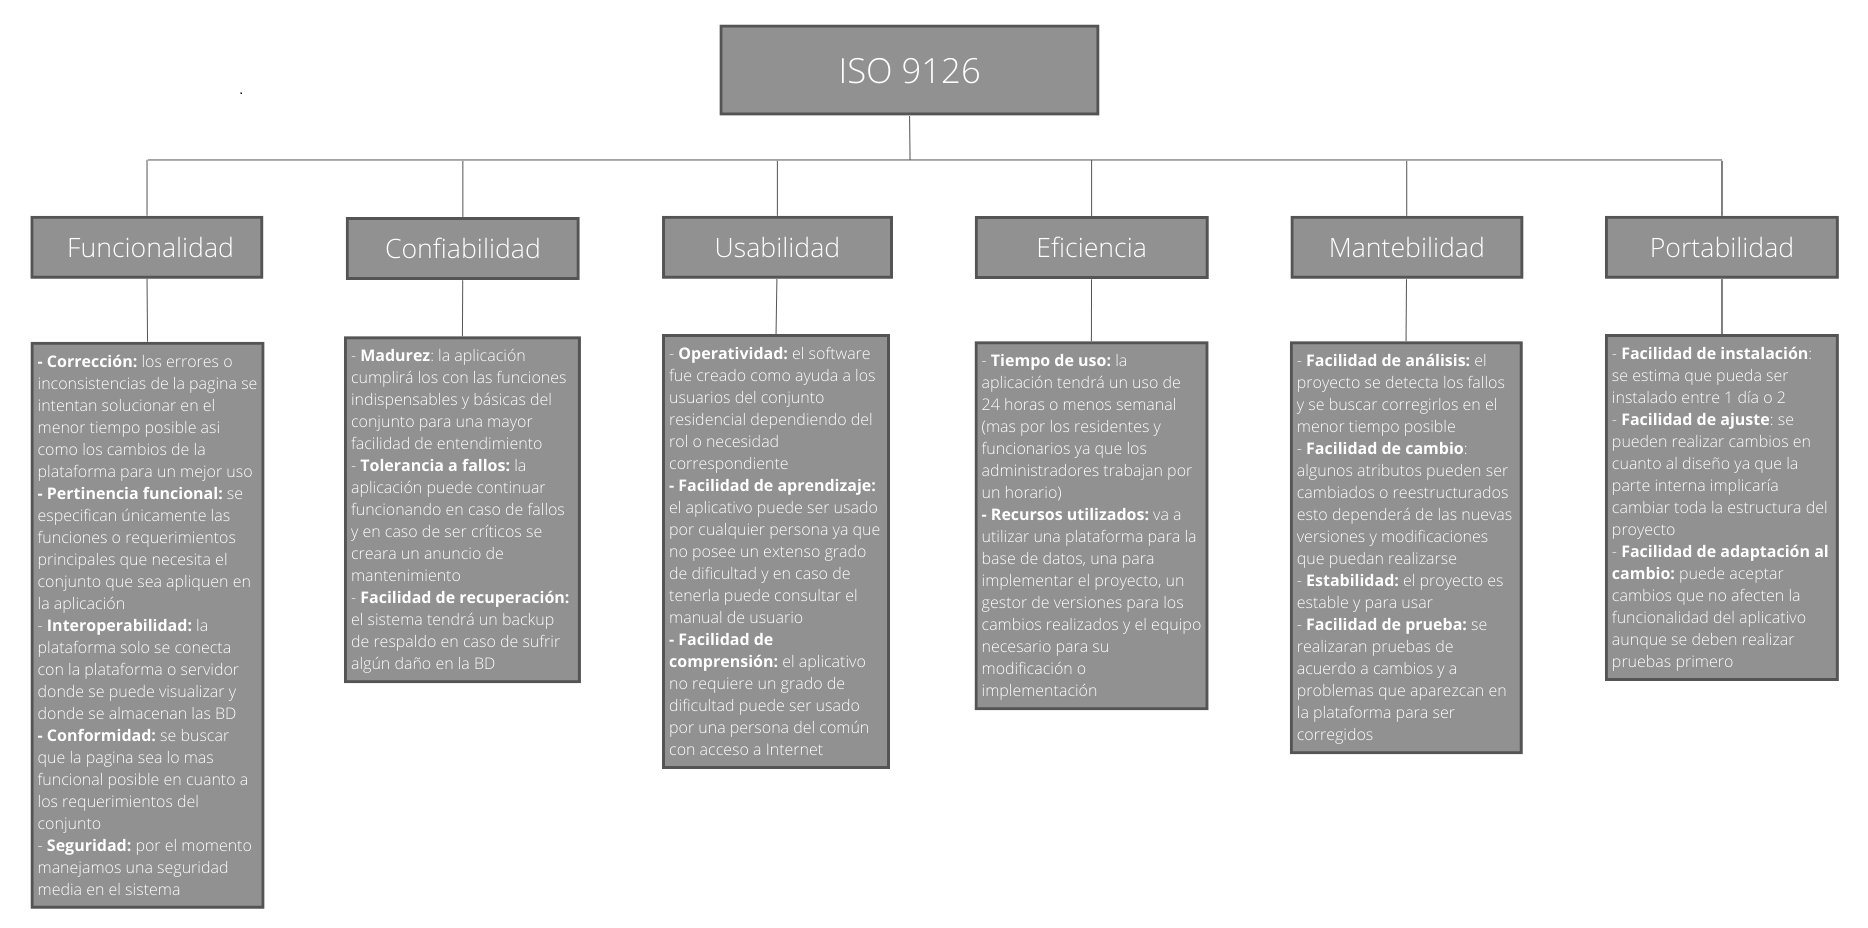 ISO 9126
.
Funcionalidad
Confiabilidad
Usabilidad
Eficiencia
Mantebilidad
Portabilidad
- Corrección: los errores o
inconsistencias de la pagina se
intentan solucionar en el
menor tiempo posible asi
como los cambios de la
plataforma para un mejor uso
- Pertinencia funcional: se
especifican únicamente las
funciones o requerimientos
principales que necesita el
conjunto que sea apliquen en
la aplicación
- Interoperabilidad: la
plataforma solo se conecta
con la plataforma o servidor
donde se puede visualizar y
donde se almacenan las BD
- Conformidad: se buscar
que la pagina sea lo mas
funcional posible en cuanto a
los requerimientos del
conjunto
- Seguridad: por el momento
manejamos una seguridad
media en el sistema
- Madurez: la aplicación
cumplirá los con las funciones
indispensables y básicas del
conjunto para una mayor
facilidad de entendimiento
- Tolerancia a fallos: la
aplicación puede continuar
funcionando en caso de fallos
y en caso de ser críticos se
creara un anuncio de
mantenimiento
- Facilidad de recuperación:
el sistema tendrá un backup
de respaldo en caso de sufrir
algún daño en la BD
- Operatividad: el software
fue creado como ayuda a los
usuarios del conjunto
residencial dependiendo del
rol o necesidad
correspondiente
- Facilidad de aprendizaje:
el aplicativo puede ser usado
por cualquier persona ya que
no posee un extenso grado
de dificultad y en caso de
tenerla puede consultar el
manual de usuario
- Facilidad de
comprensión: el aplicativo
no requiere un grado de
dificultad puede ser usado
por una persona del común
con acceso a Internet
- Tiempo de uso: la
aplicación tendrá un uso de
24 horas o menos semanal
(mas por los residentes y
funcionarios ya que los
administradores trabajan por
un horario)
- Recursos utilizados: va a
utilizar una plataforma para la
base de datos, una para
implementar el proyecto, un
gestor de versiones para los
cambios realizados y el equipo
necesario para su
modificación o
implementación
- Facilidad de análisis: el
proyecto se detecta los fallos
y se buscar corregirlos en el
menor tiempo posible
- Facilidad de cambio:
algunos atributos pueden ser
cambiados o reestructurados
esto dependerá de las nuevas
versiones y modificaciones
que puedan realizarse
- Estabilidad: el proyecto es
estable y para usar
- Facilidad de prueba: se
realizaran pruebas de
acuerdo a cambios y a
problemas que aparezcan en
la plataforma para ser
corregidos
- Facilidad de instalación:
se estima que pueda ser
instalado entre 1 día o 2
- Facilidad de ajuste: se
pueden realizar cambios en
cuanto al diseño ya que la
parte interna implicaría
cambiar toda la estructura del
proyecto
- Facilidad de adaptación al
cambio: puede aceptar
cambios que no afecten la
funcionalidad del aplicativo
aunque se deben realizar
pruebas primero